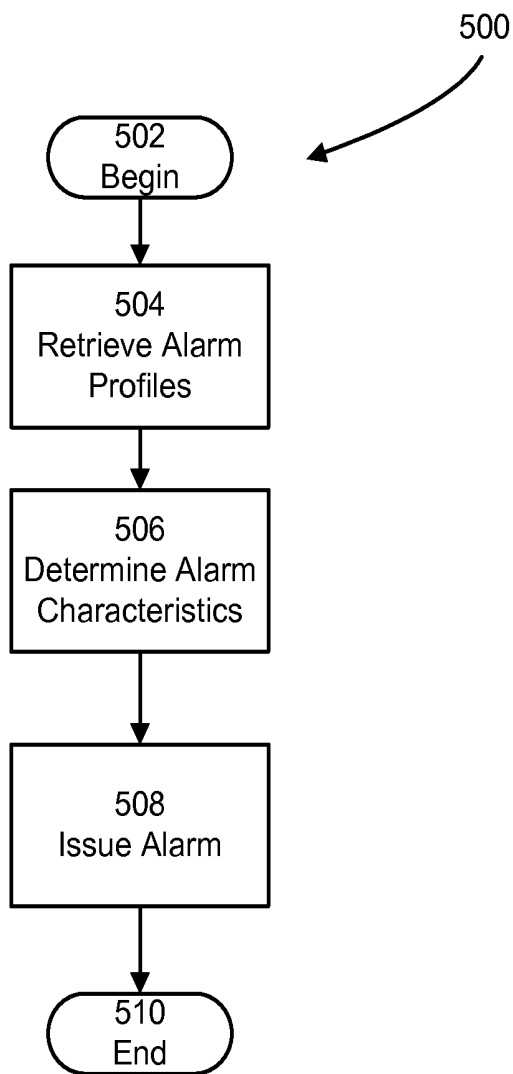 500
502
Begin
504
Retrieve Alarm
Profiles
506
Determine Alarm
Characteristics
508
Issue Alarm
510
End